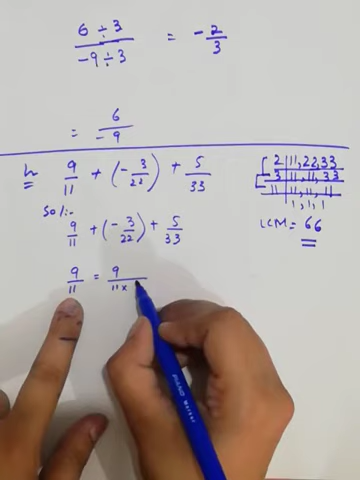 6 ÷ 3 / -9 ÷ 3 = -2/3
= 6 / -9
h 9/11 + (-3/22) + 5/33
Sol:-
9/11 + (-3/22) + 5/33
9/11 = 9 / 11 ×
2 | 11, 22, 33
3 | 11, 11, 33
11 | 11, 11, 11
1, 1, 1
LCM = 66
PIANO Marker